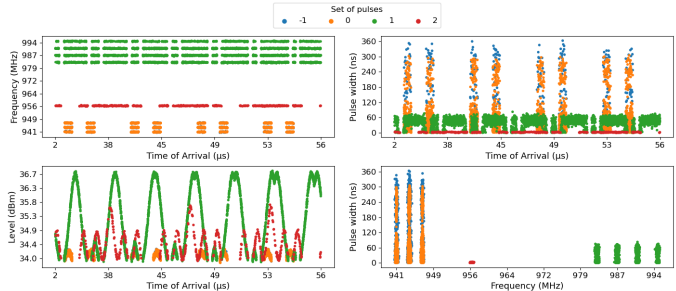 Set of pulses
-1 0 1 2
Frequency (MHz)
994
987
979
972
964
956
949
941
2 38 45 49 53 56
Time of Arrival (µs)
Pulse width (ns)
360
300
240
180
120
60
0
2 38 45 49 53 56
Time of Arrival (µs)
Level (dBm)
36.7
35.8
35.3
34.9
34.4
34.0
2 38 45 49 53 56
Time of Arrival (µs)
Pulse width (ns)
360
300
240
180
120
60
0
941 949 956 964 972 979 987 994
Frequency (MHz)